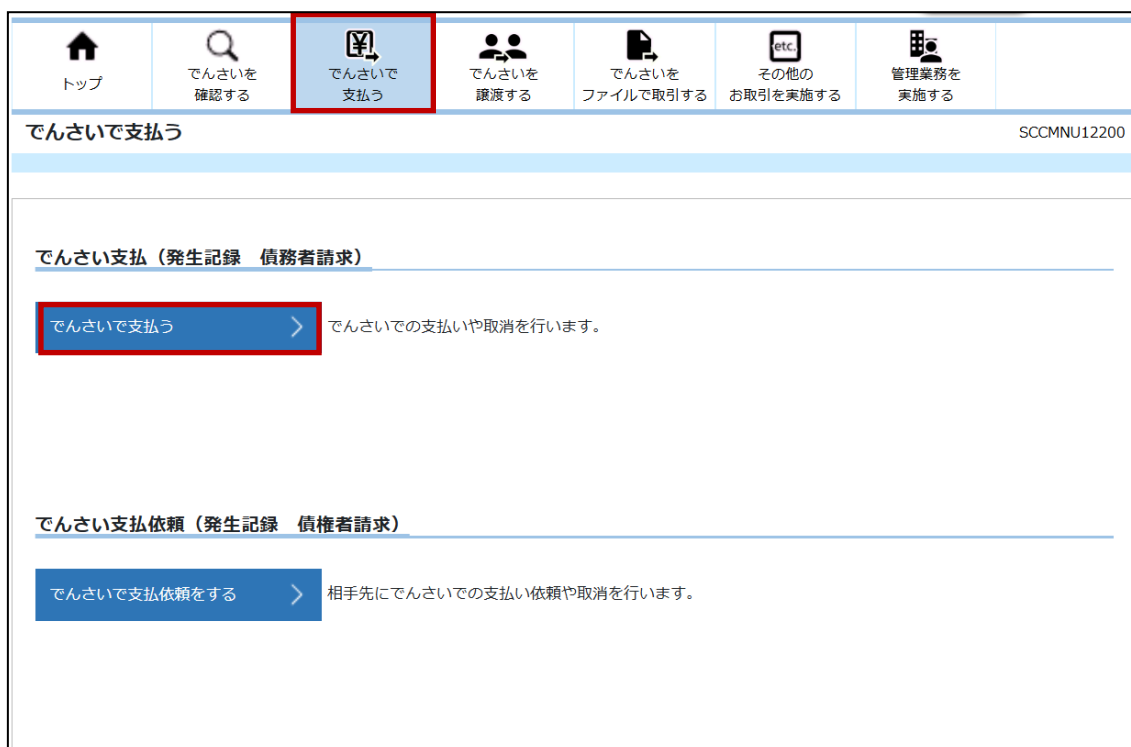 トップ
でんさいを
確認する
でんさいで
支払う
でんさいを
譲渡する
でんさいを
ファイルで取引する
etc.
その他の
お取引を実施する
管理業務を
実施する
でんさいで支払う
SCCMNU12200
でんさい支払（発生記録　債務者請求）
でんさいで支払う
でんさいでの支払いや取消を行います。
でんさい支払依頼（発生記録　債権者請求）
でんさいで支払依頼をする
相手先にでんさいでの支払い依頼や取消を行います。